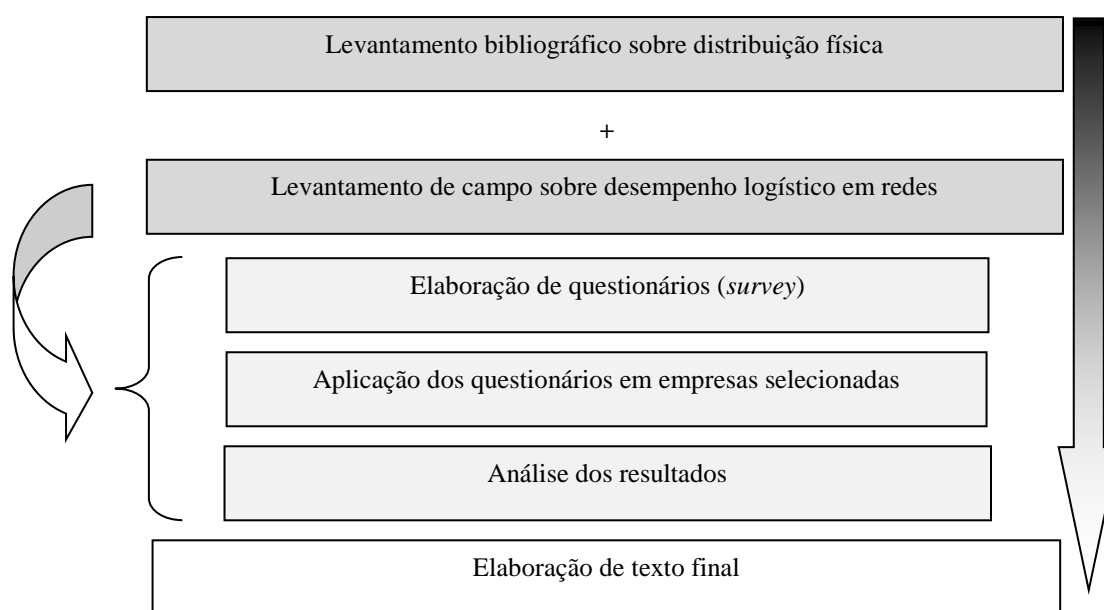 Levantamento bibliográfico sobre distribuição física
+
Levantamento de campo sobre desempenho logístico em redes
Elaboração de questionários (survey)
Aplicação dos questionários em empresas selecionadas
Análise dos resultados
Elaboração de texto final